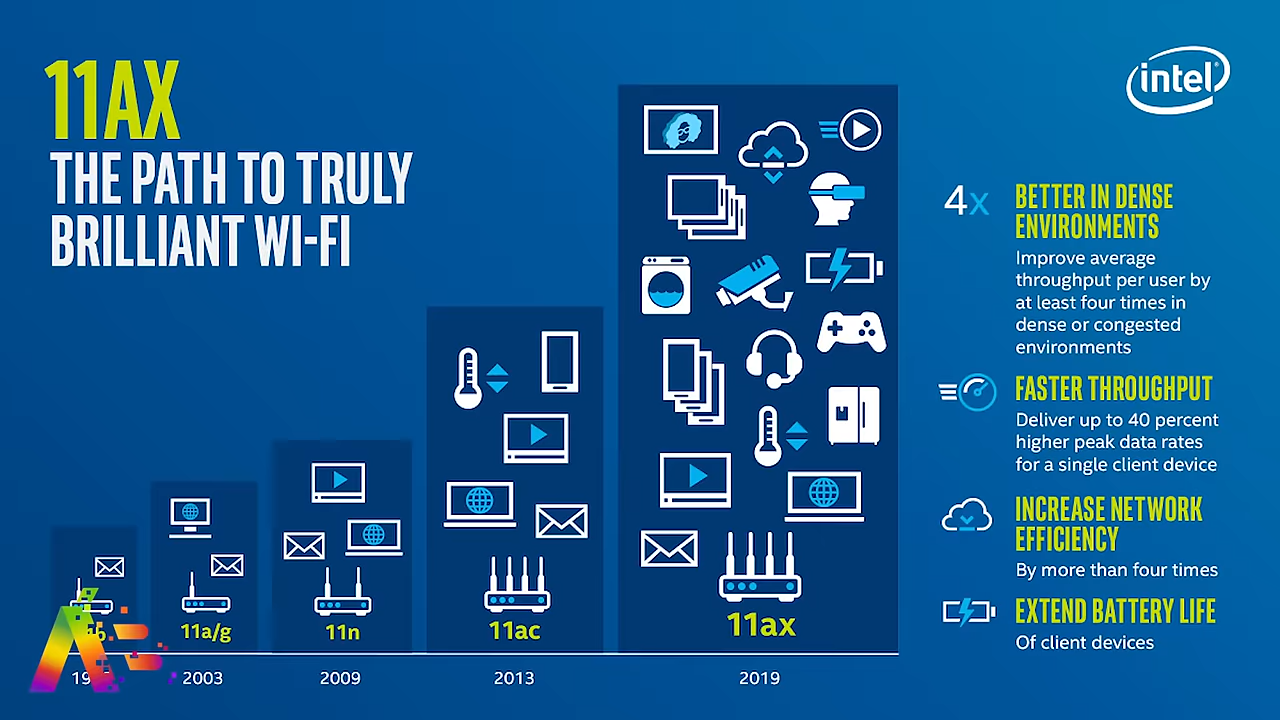 11AX
THE PATH TO TRULY
BRILLIANT WI-FI
intel
4x
BETTER IN DENSE
ENVIRONMENTS
Improve average
throughput per user by
at least four times in
dense or congested
environments
FASTER THROUGHPUT
Deliver up to 40 percent
higher peak data rates
for a single client device
INCREASE NETWORK
EFFICIENCY
By more than four times
EXTEND BATTERY LIFE
Of client devices
11a/g
11n
11ac
11ax
2003
2009
2013
2019